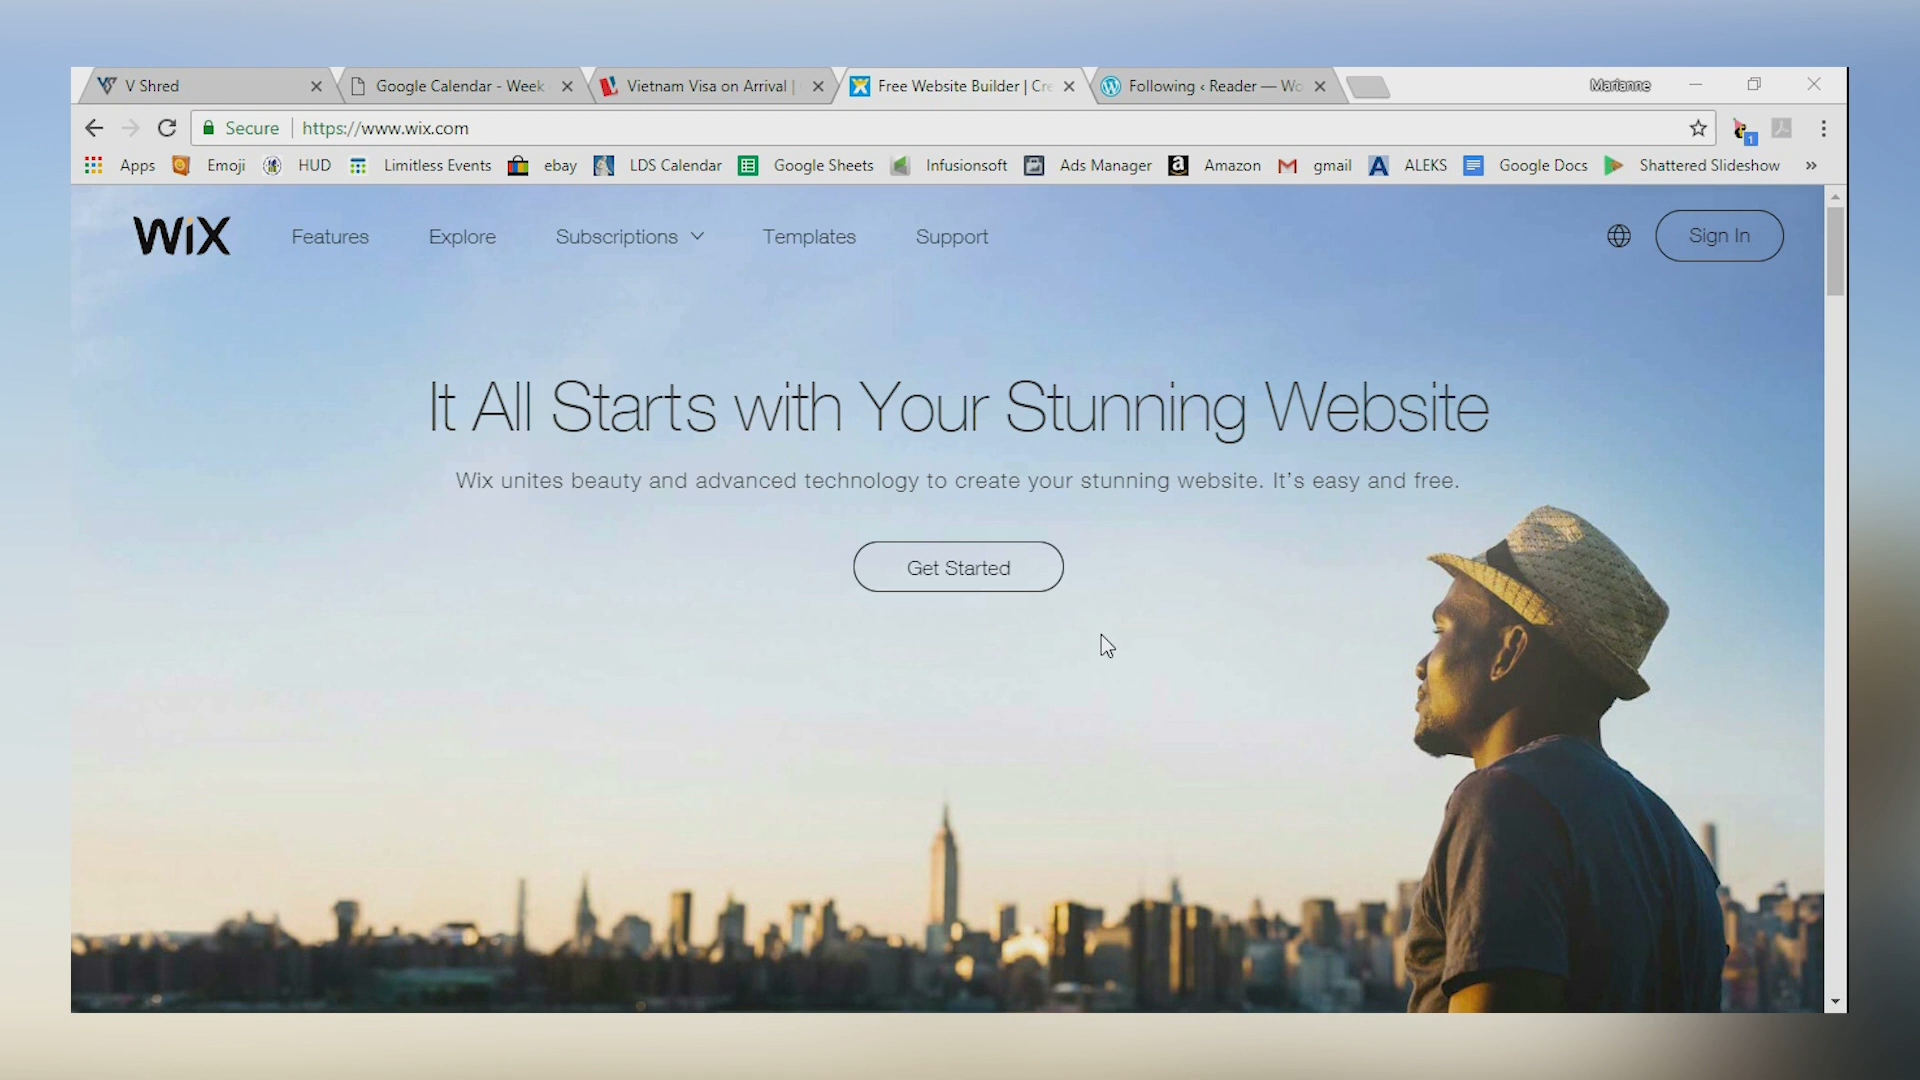 V Shred
Google Calendar - Week
Vietnam Visa on Arrival |
Free Website Builder | Cre
Following ‹ Reader — Wo
Marianne
Secure https://www.wix.com
1
Apps Emoji HUD Limitless Events ebay LDS Calendar Google Sheets Infusionsoft Ads Manager Amazon gmail ALEKS Google Docs Shattered Slideshow »
WiX Features Explore Subscriptions Templates Support Sign In
It All Starts with Your Stunning Website
Wix unites beauty and advanced technology to create your stunning website. It's easy and free.
Get Started